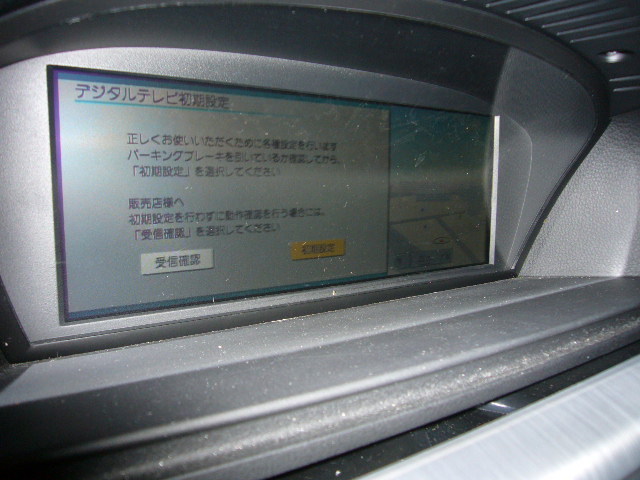 デジタルテレビ初期設定
正しくお使いいただくために各種設定を行います
パーキングブレーキを引いているか確認してから、
「初期設定」を選択してください
販売店様へ
初期設定を行わずに動作確認を行う場合には、
「受信確認」を選択してください
受信確認
初期設定